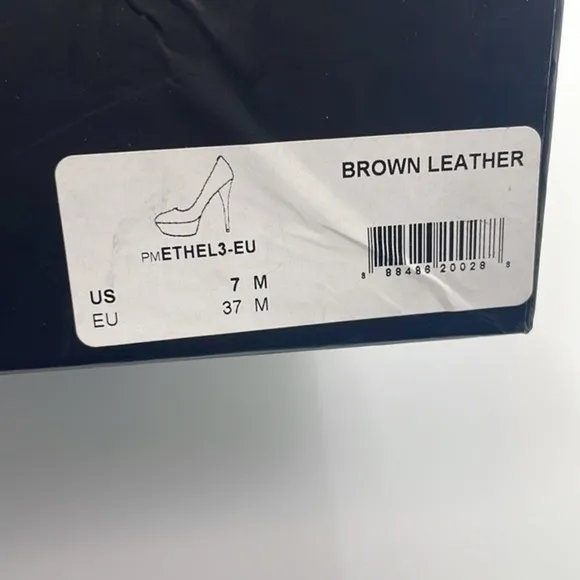 BROWN LEATHER
PMETHEL3-EU
US 7 M
EU 37 M
8 88486 20028 8